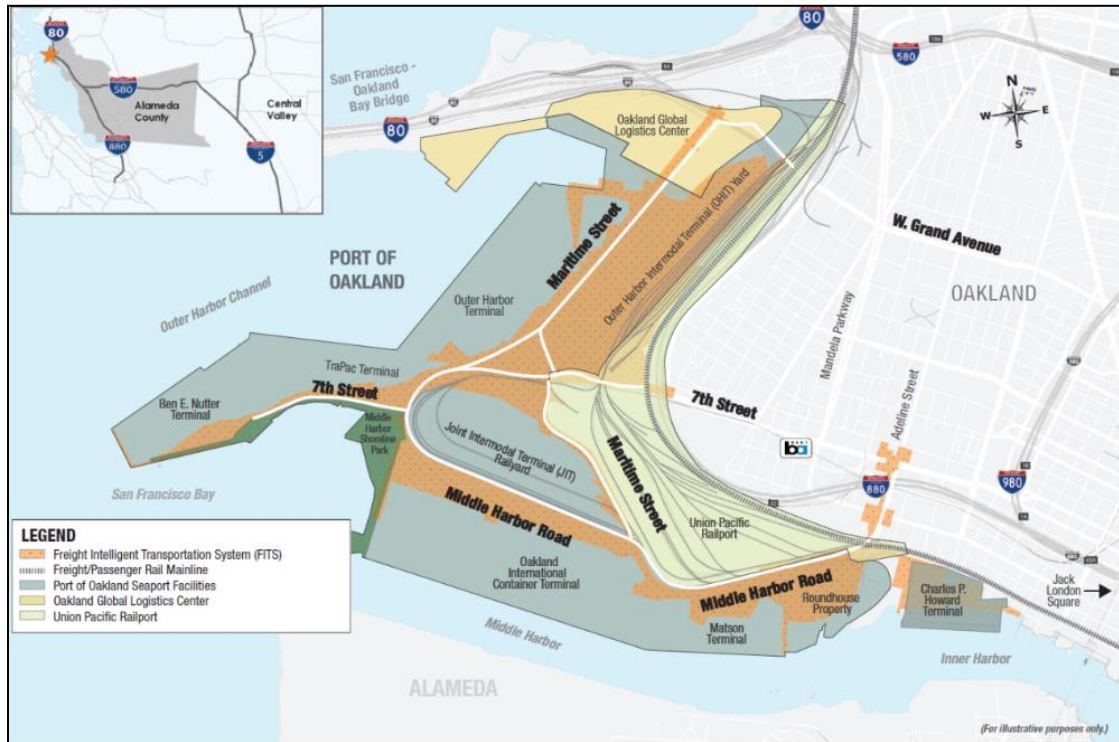 80
580
Alameda
County
Central
Valley
880
5
San Francisco -
Oakland
Bay Bridge
80
80
580
N
W
E
S
Oakland Global
Logistics Center
Maritime Street
Outer Harbor Intermodal Terminal (OHIT) Yard
W. Grand Avenue
PORT OF
OAKLAND
OAKLAND
Outer Harbor Channel
Outer Harbor
Terminal
Mandela Parkway
TraPac Terminal
7th Street
7th Street
Adeline Street
Ben E. Nutter
Terminal
Middle
Harbor
Shoreline
Park
Joint Intermodal Terminal (JIT)
Railyard
Maritime Street
ba
880
980
San Francisco Bay
Middle Harbor Road
Union Pacific
Railport
LEGEND
Freight Intelligent Transportation System (FITS)
Freight/Passenger Rail Mainline
Port of Oakland Seaport Facilities
Oakland Global Logistics Center
Union Pacific Railport
Oakland
International
Container Terminal
Middle Harbor Road
Roundhouse
Property
Charles P.
Howard
Terminal
Jack
London
Square
Matson
Terminal
Middle Harbor
Inner Harbor
ALAMEDA
(For illustrative purposes only.)